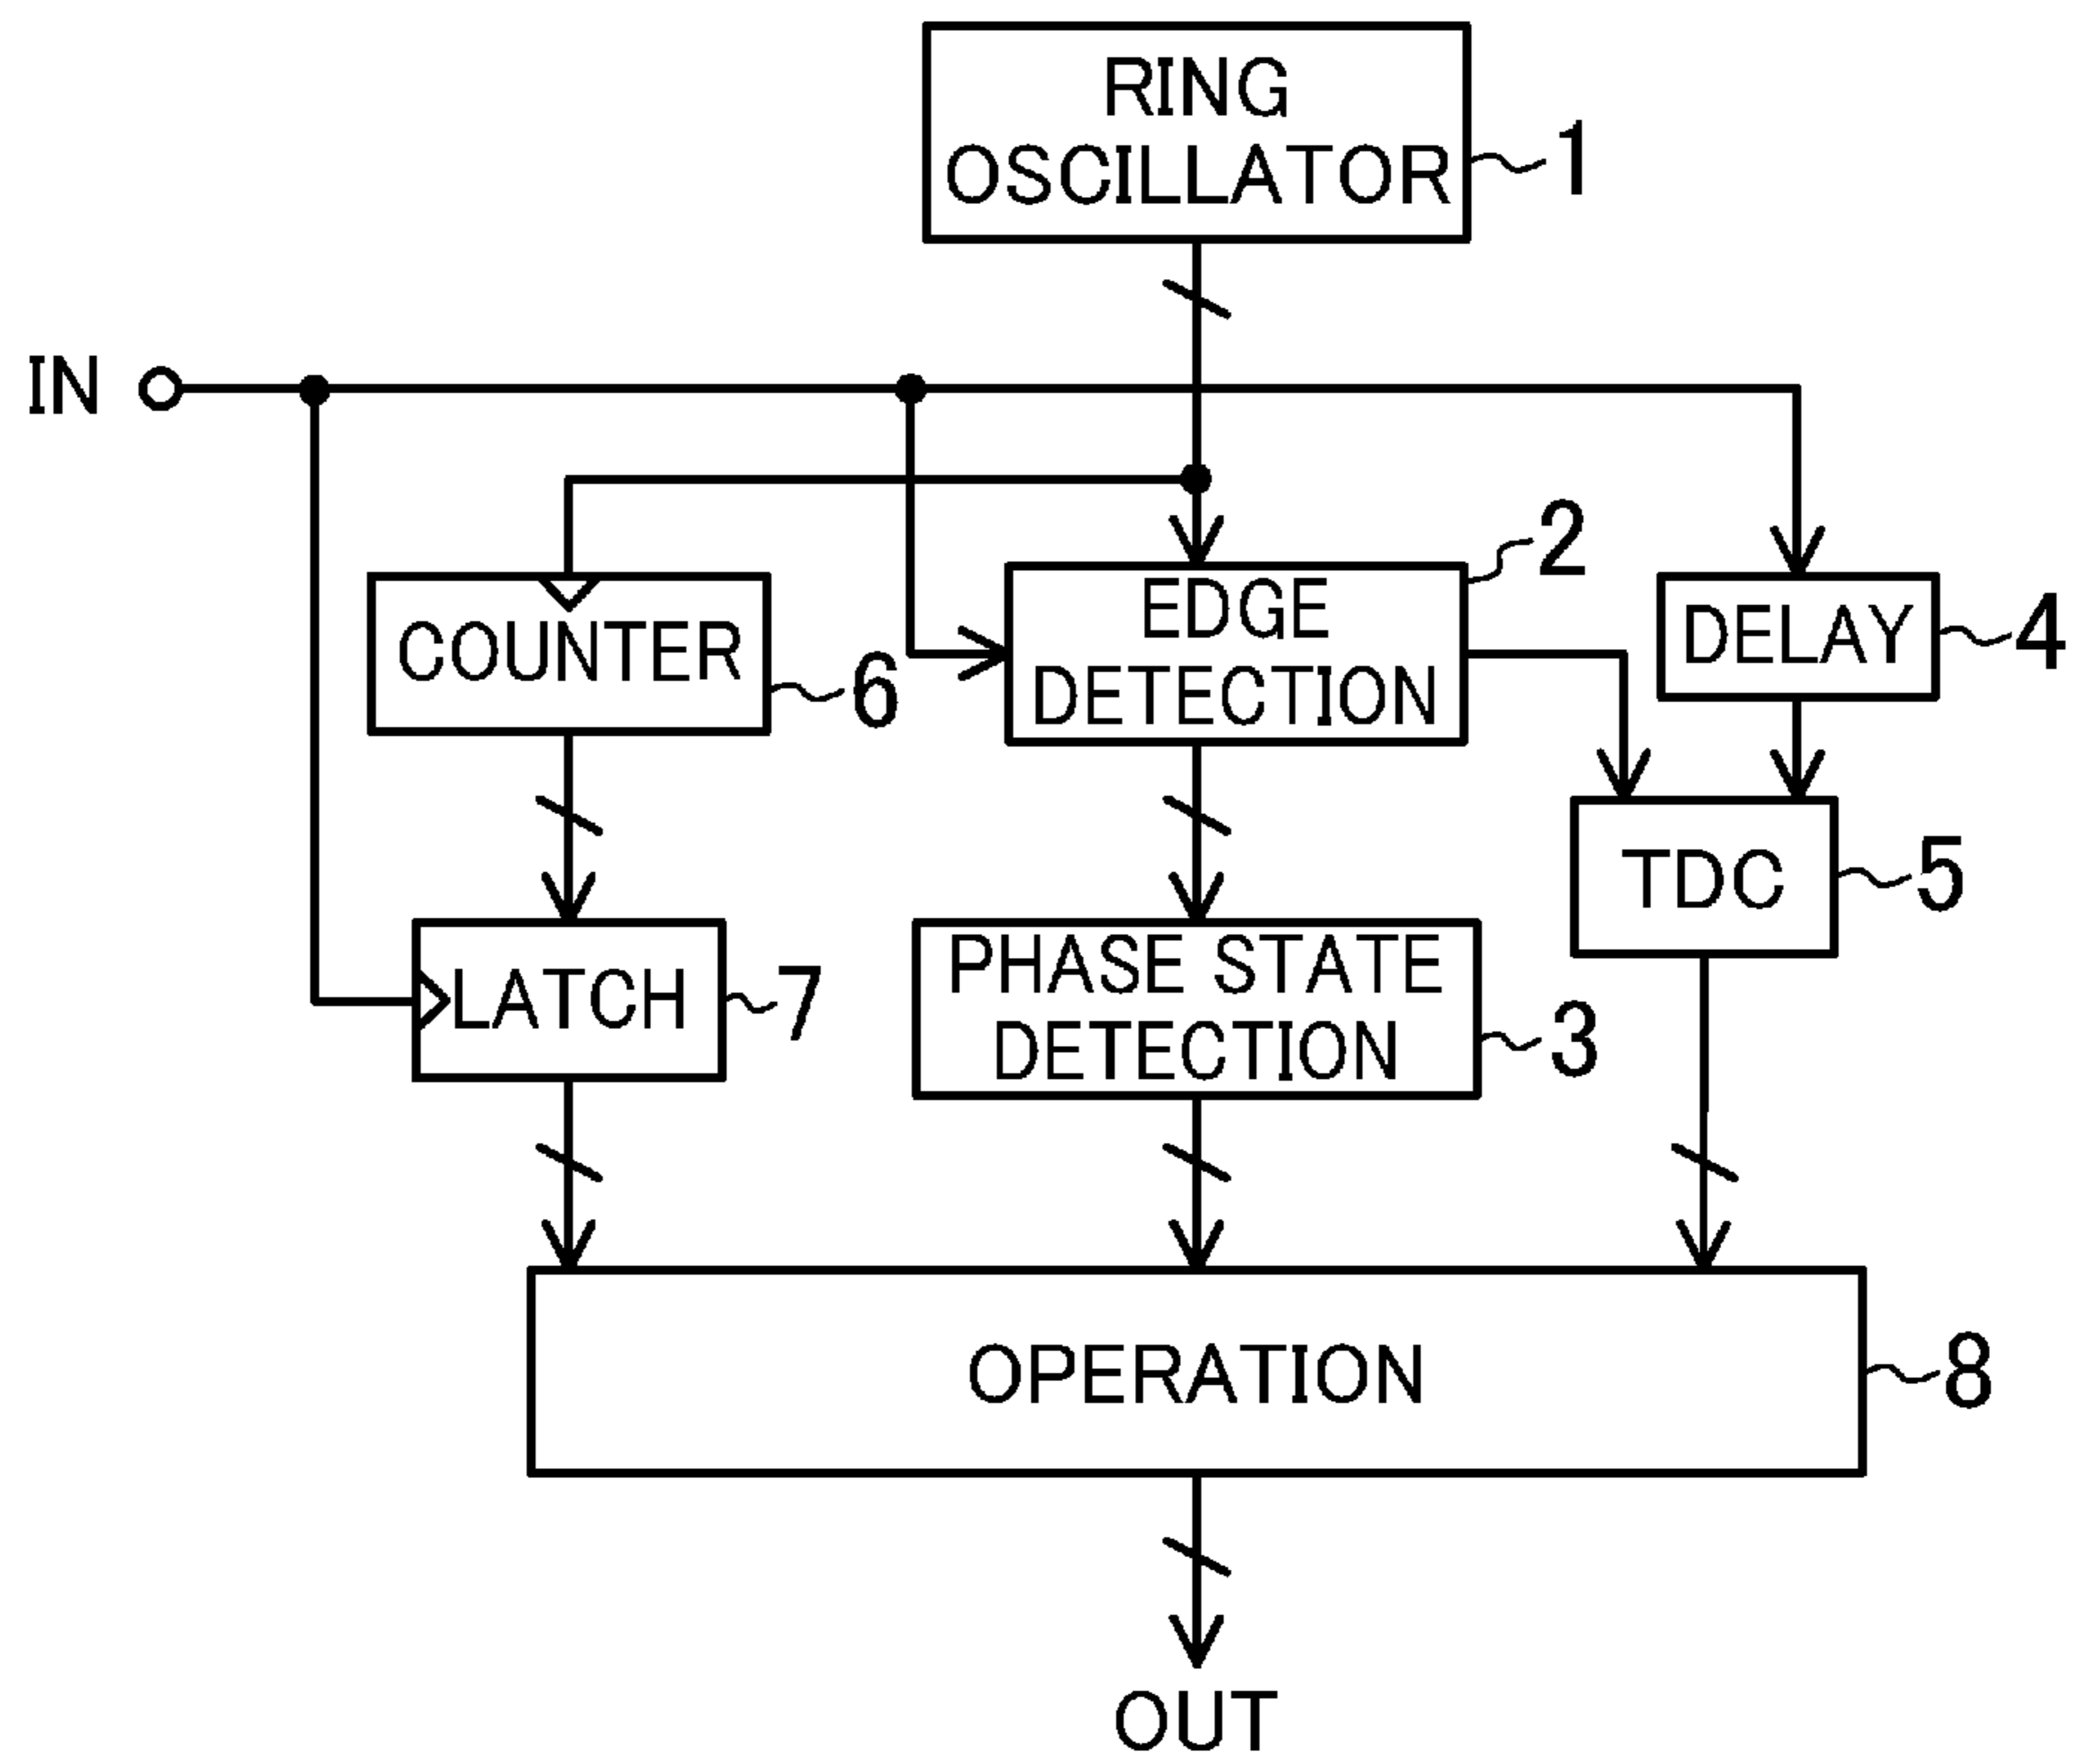 RING
OSCILLATOR
1
IN
2
EDGE
DETECTION
DELAY
4
COUNTER
6
TDC
5
LATCH
7
PHASE STATE
DETECTION
3
OPERATION
8
OUT